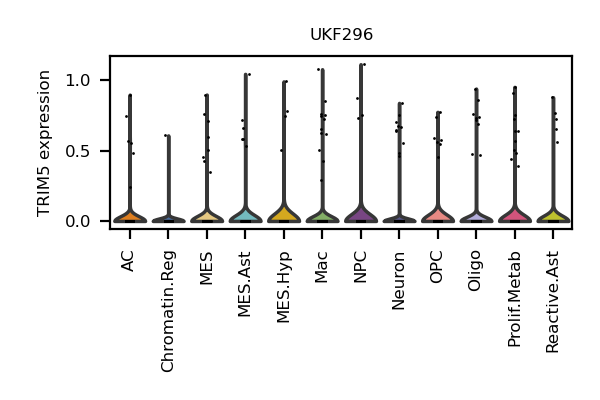 UKF296
TRIM5 expression
1.0
0.5
0.0
AC
Chromatin.Reg
MES
MES.Ast
MES.Hyp
Mac
NPC
Neuron
OPC
Oligo
Prolif.Metab
Reactive.Ast